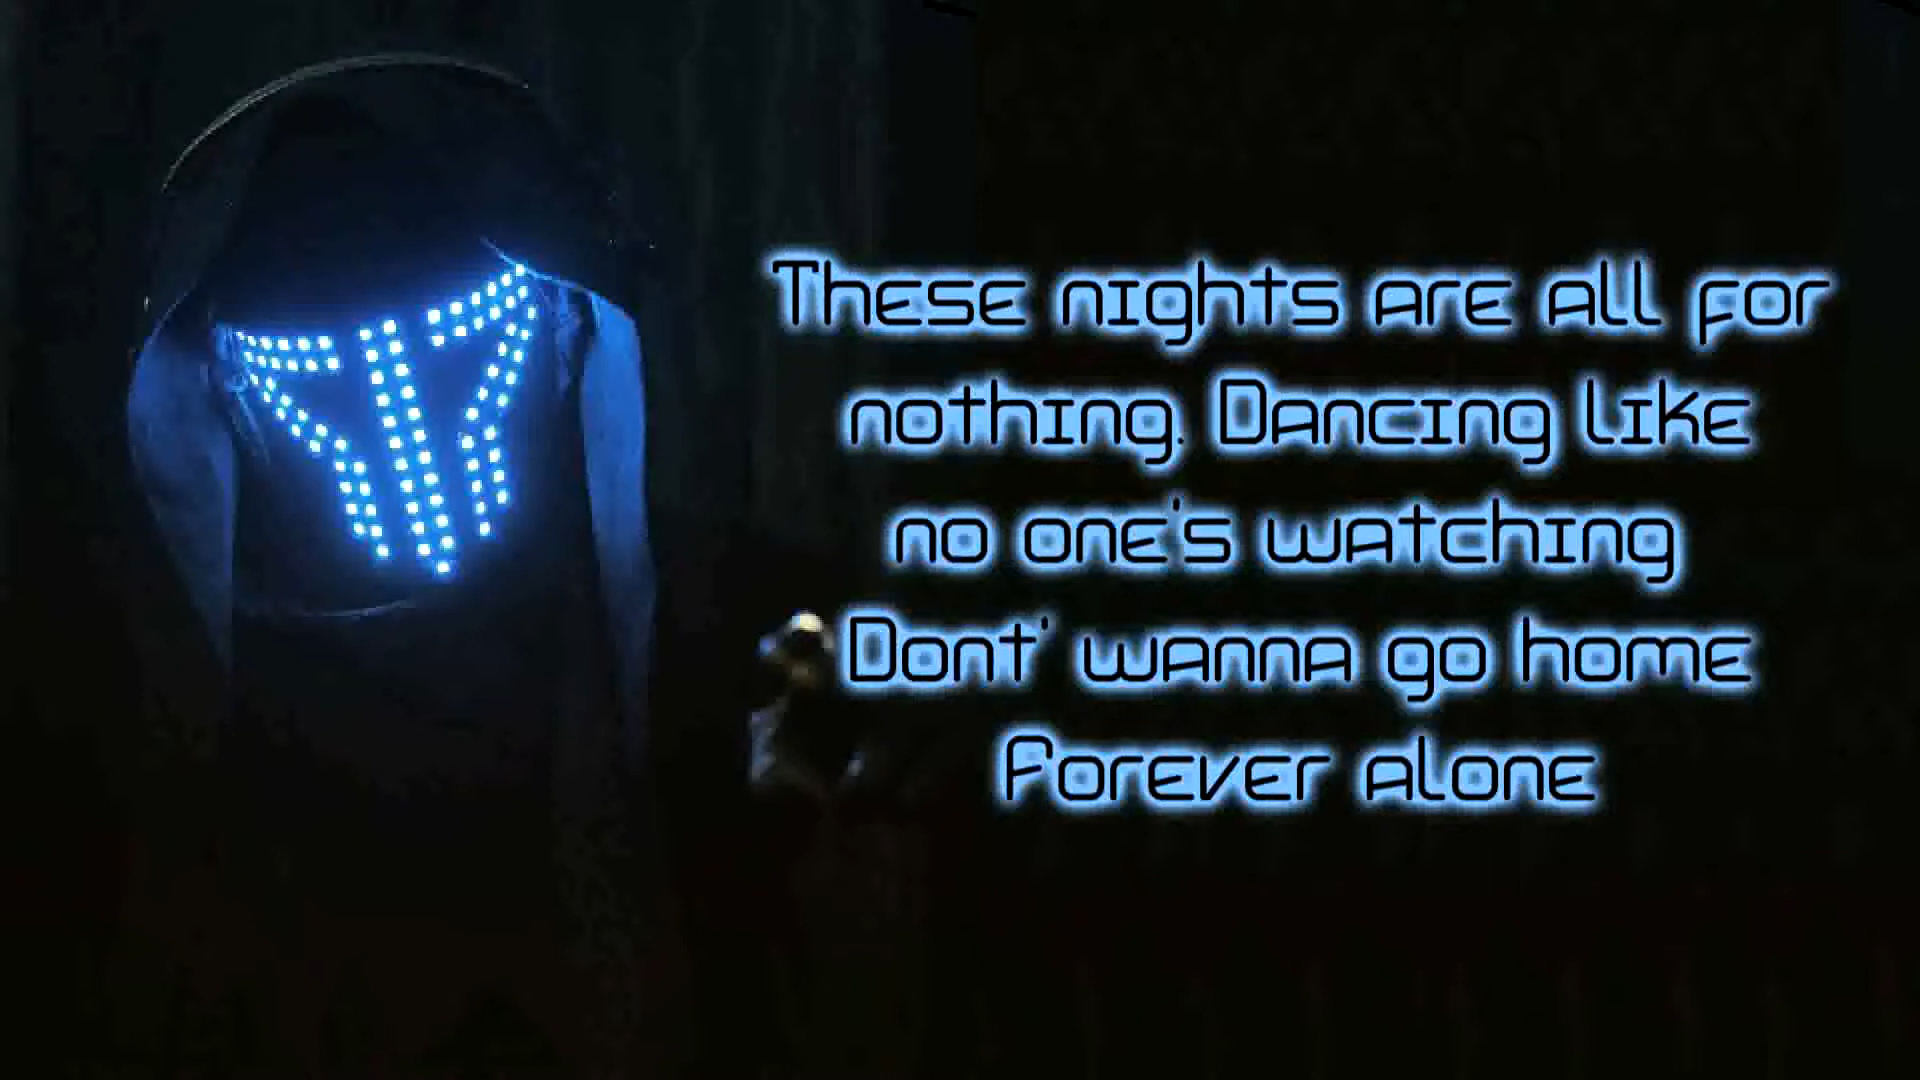 These nights are all for
nothing. Dancing like
no one's watching
Dont' wanna go home
Forever alone